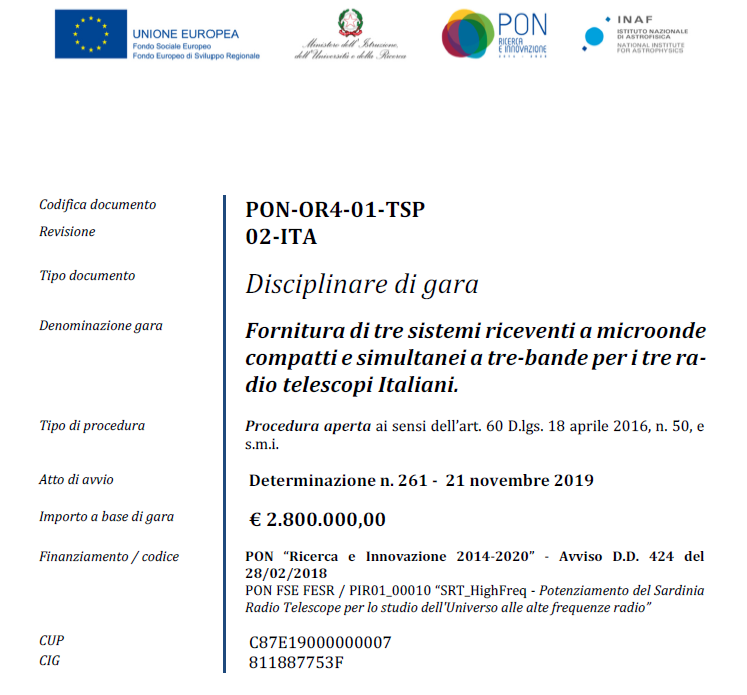 UNIONE EUROPEA
Fondo Sociale Europeo
Fondo Europeo di Sviluppo Regionale
Ministero dell'Istruzione,
dell'Università e della Ricerca
PON
RICERCA
E INNOVAZIONE
2014 - 2020
INAF
ISTITUTO NAZIONALE
DI ASTROFISICA
NATIONAL INSTITUTE
FOR ASTROPHYSICS
Codifica documento
PON-OR4-01-TSP
Revisione
02-ITA
Tipo documento
Disciplinare di gara
Denominazione gara
Fornitura di tre sistemi riceventi a microonde
compatti e simultanei a tre-bande per i tre ra-
dio telescopi Italiani.
Tipo di procedura
Procedura aperta ai sensi dell'art. 60 D.lgs. 18 aprile 2016, n. 50, e
s.m.i.
Atto di avvio
Determinazione n. 261 - 21 novembre 2019
Importo a base di gara
€ 2.800.000,00
Finanziamento / codice
PON “Ricerca e Innovazione 2014-2020” - Avviso D.D. 424 del
28/02/2018
PON FSE FESR / PIR01_00010 “SRT_HighFreq - Potenziamento del Sardinia
Radio Telescope per lo studio dell'Universo alle alte frequenze radio”
CUP
C87E19000000007
CIG
811887753F